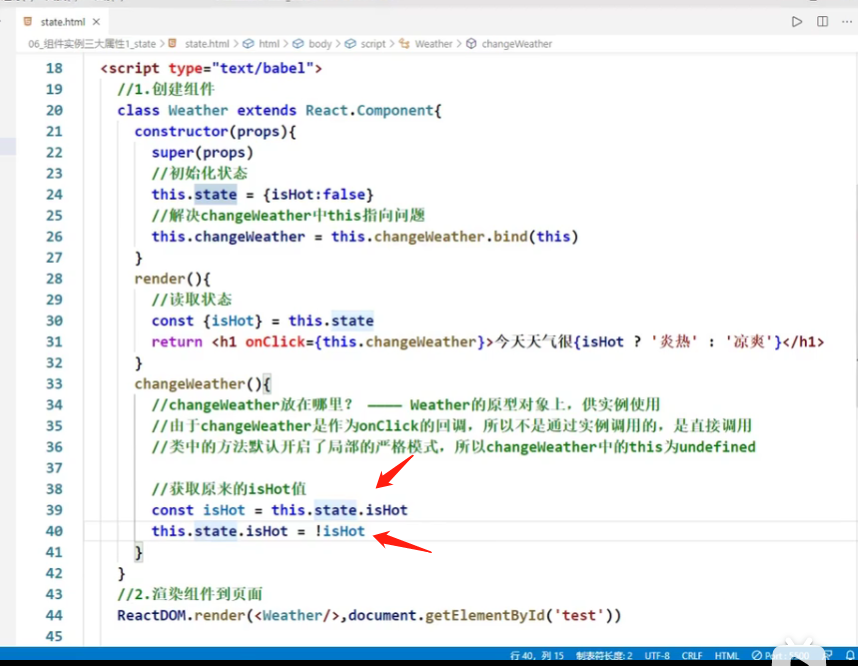 state.html ×
06_组件实例三大属性1_state > state.html > html > body > script > Weather > changeWeather
18 <script type="text/babel">
19 //1.创建组件
20 class Weather extends React.Component{
21 constructor(props){
22 super(props)
23 //初始化状态
24 this.state = {isHot:false}
25 //解决changeWeather中this指向问题
26 this.changeWeather = this.changeWeather.bind(this)
27 }
28 render(){
29 //读取状态
30 const {isHot} = this.state
31 return <h1 onClick={this.changeWeather}>今天天气很{isHot ? '炎热' : '凉爽'}</h1>
32 }
33 changeWeather(){
34 //changeWeather放在哪里? ———— Weather的原型对象上，供实例使用
35 //由于changeWeather是作为onClick的回调，所以不是通过实例调用的，是直接调用
36 //类中的方法默认开启了局部的严格模式，所以changeWeather中的this为undefined
37
38 //获取原来的isHot值
39 const isHot = this.state.isHot
40 this.state.isHot = !isHot
41 }
42 }
43 //2.渲染组件到页面
44 ReactDOM.render(<Weather/>,document.getElementById('test'))
45
行 40，列 15 制表符长度: 2 UTF-8 CRLF HTML